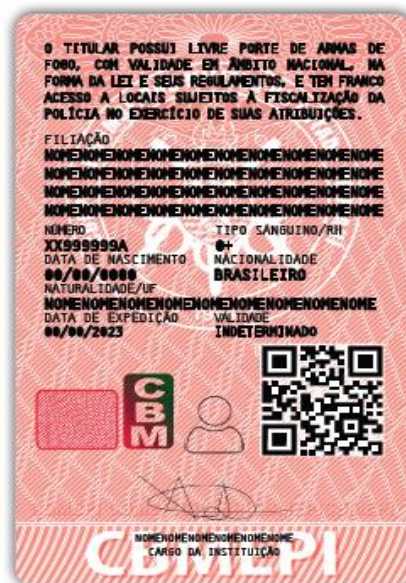 O TITULAR POSSUI LIVRE PORTE DE ARMAS DE
FOGO, COM VALIDADE EM ÂMBITO NACIONAL, NA
FORMA DA LEI E SEUS REGULAMENTOS, E TEM FRANCO
ACESSO A LOCAIS SUJEITOS À FISCALIZAÇÃO DA
POLÍCIA NO EXERCÍCIO DE SUAS ATRIBUIÇÕES.
FILIAÇÃO
NOMENOMENOMENOMENOMENOMENOMENOMENOMENOME
NOMENOMENOMENOMENOMENOMENOMENOMENOMENOME
NOMENOMENOMENOMENOMENOMENOMENOMENOMENOME
NOMENOMENOMENOMENOMENOMENOMENOMENOMENOME
NÚMERO TIPO SANGUINO/RH
XX999999A 0+
DATA DE NASCIMENTO NACIONALIDADE
00/00/0000 BRASILEIRO
NATURALIDADE/UF
NOMENOMENOMENOMENOMENOMENOMENOMENOMENOME
DATA DE EXPEDIÇÃO VALIDADE
00/00/2023 INDETERMINADO
CBM
NOMENOMENOMENOMENOMENOME
CARGO DA INSTITUIÇÃO
CBMEPI